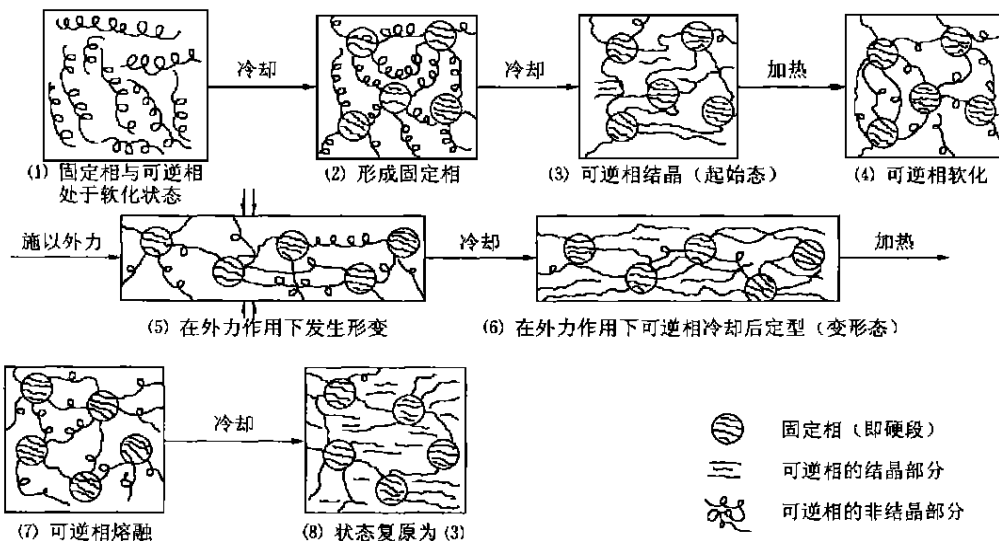 冷却
冷却
加热
(1) 固定相与可逆相
处于软化状态
(2) 形成固定相
(3) 可逆相结晶（起始态）
(4) 可逆相软化
施以外力
冷却
加热
(5) 在外力作用下发生形变
(6) 在外力作用下可逆相冷却后定型（变形态）
冷却
固定相（即硬段）
可逆相的结晶部分
可逆相的非结晶部分
(7) 可逆相熔融
(8) 状态复原为 (3)